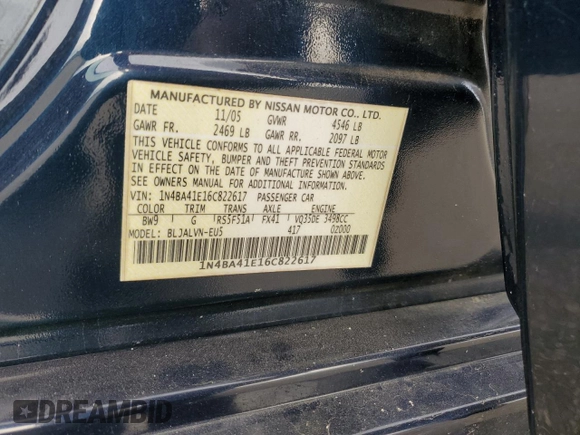 MANUFACTURED BY NISSAN MOTOR CO., LTD.
DATE 11/05 GVWR 4546 LB
GAWR FR. 2469 LB GAWR RR. 2097 LB
THIS VEHICLE CONFORMS TO ALL APPLICABLE FEDERAL MOTOR
VEHICLE SAFETY, BUMPER AND THEFT PREVENTION STANDARDS
IN EFFECT ON THE DATE OF MANUFACTURE SHOWN ABOVE.
SEE OWNERS MANUAL FOR ADDITIONAL INFORMATION.
VIN: 1N4BA41E16C822617 PASSENGER CAR
COLOR TRIM TRANS AXLE ENGINE
BW9 G RS5F51A FX41 VQ35DE 3498CC
MODEL: BLJALVN-EU5 417 02000
1N4BA41E16C822617
DREAMBID